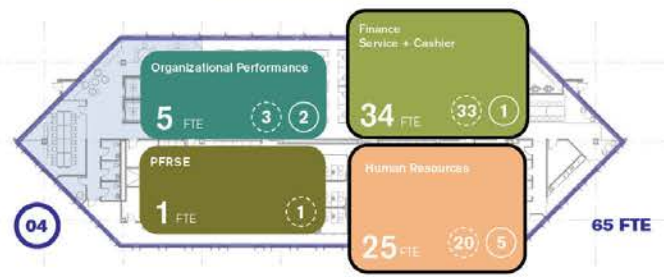 Organizational Performance
5 FTE 3 2
Finance
Service + Cashier
34 FTE 33 1
PFRSE
1 FTE 1
Human Resources
25 FTE 20 5
04
65 FTE